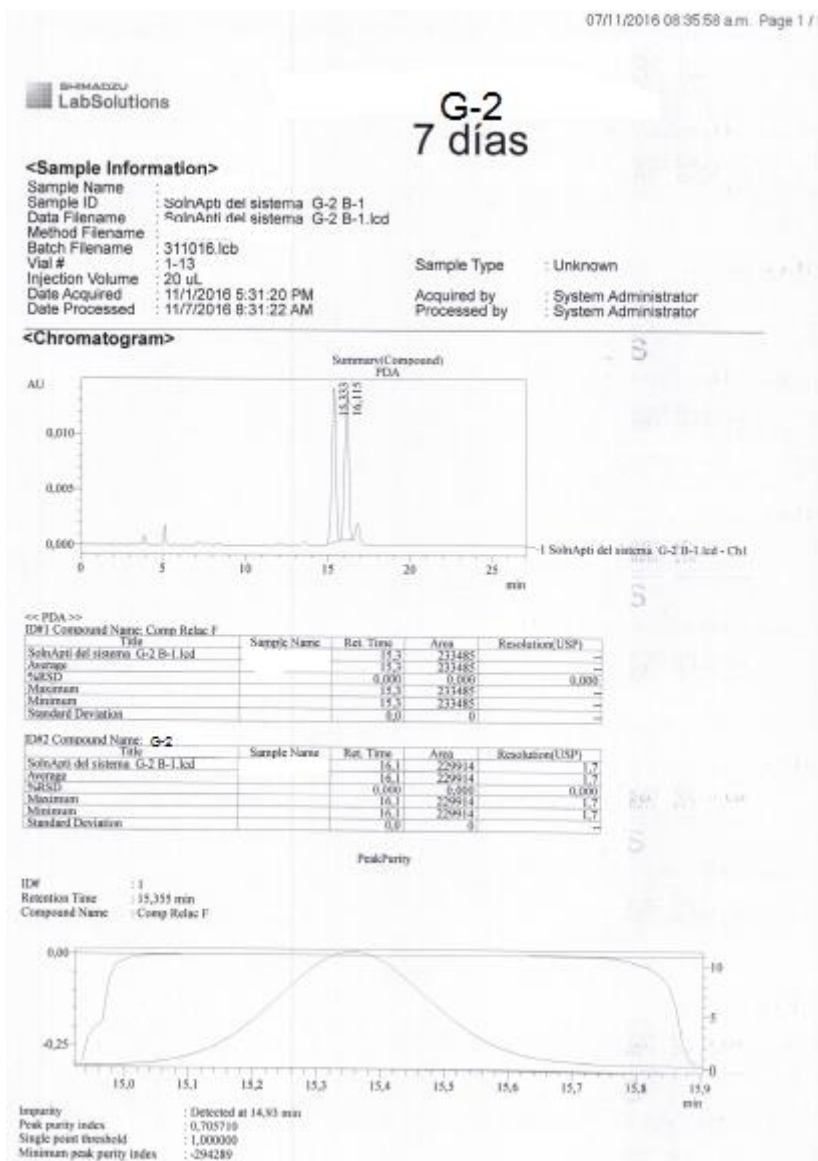 07/11/2016 08:35:58 a.m. Page 1 /
SHIMADZU
LabSolutions
G-2
7 días
<Sample Information>
Sample Name :
Sample ID : SolnApti del sistema G-2 B-1
Data Filename : SolnApti del sistema G-2 B-1.lcd
Method Filename :
Batch Filename : 311016.lcb
Vial # : 1-13
Injection Volume : 20 uL
Date Acquired : 11/1/2016 5:31:20 PM
Date Processed : 11/7/2016 8:31:22 AM
Sample Type : Unknown
Acquired by : System Administrator
Processed by : System Administrator
<Chromatogram>
Summary(Compound)
PDA
AU
15,333
16,115
0,010
0,005
0,000
0 5 10 15 20 25
min
1 SolnApti del sistema G-2 B-1.lcd - Ch1
<< PDA >>
ID#1 Compound Name: Comp Relac F
Title Sample Name Ret. Time Area Resolution(USP)
SolnApti del sistema G-2 B-1.lcd 15,3 233485 --
Average 15,3 233485 --
%RSD 0,000 0,000 0,000
Maximum 15,3 233485 --
Minimum 15,3 233485 --
Standard Deviation 0,0 0 --
ID#2 Compound Name: G-2
Title Sample Name Ret. Time Area Resolution(USP)
SolnApti del sistema G-2 B-1.lcd 16,1 229914 1,7
Average 16,1 229914 1,7
%RSD 0,000 0,000 0,000
Maximum 16,1 229914 1,7
Minimum 16,1 229914 1,7
Standard Deviation 0,0 0 --
PeakPurity
ID# : 1
Retention Time : 15,355 min
Compound Name : Comp Relac F
0,00
-0,25
10
5
0
15,0 15,1 15,2 15,3 15,4 15,5 15,6 15,7 15,8 15,9
min
Impurity : Detected at 14,93 min
Peak purity index : 0,705710
Single point threshold : 1,000000
Minimum peak purity index : -294289